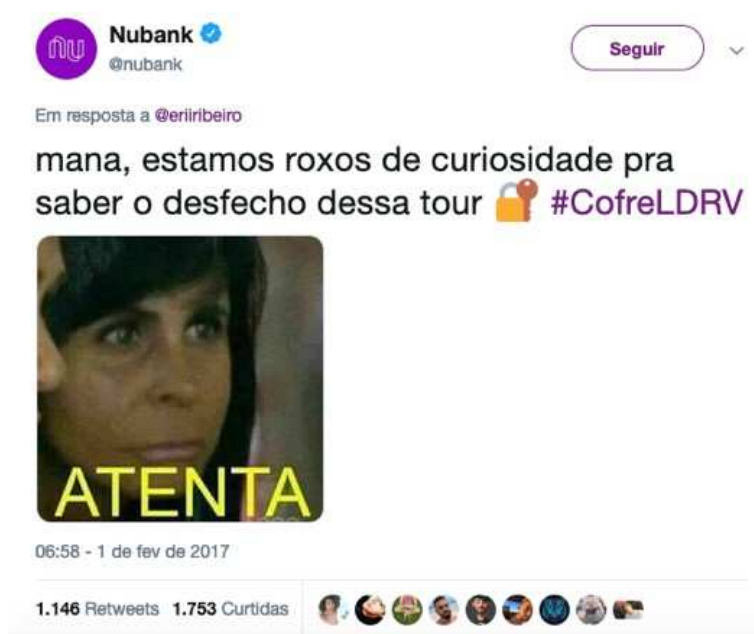 nu
Nubank
@nubank
Seguir
Em resposta a @eriiribeiro
mana, estamos roxos de curiosidade pra
saber o desfecho dessa tour 🔏 #CofreLDRV
ATENTA
06:58 - 1 de fev de 2017
1.146 Retweets 1.753 Curtidas